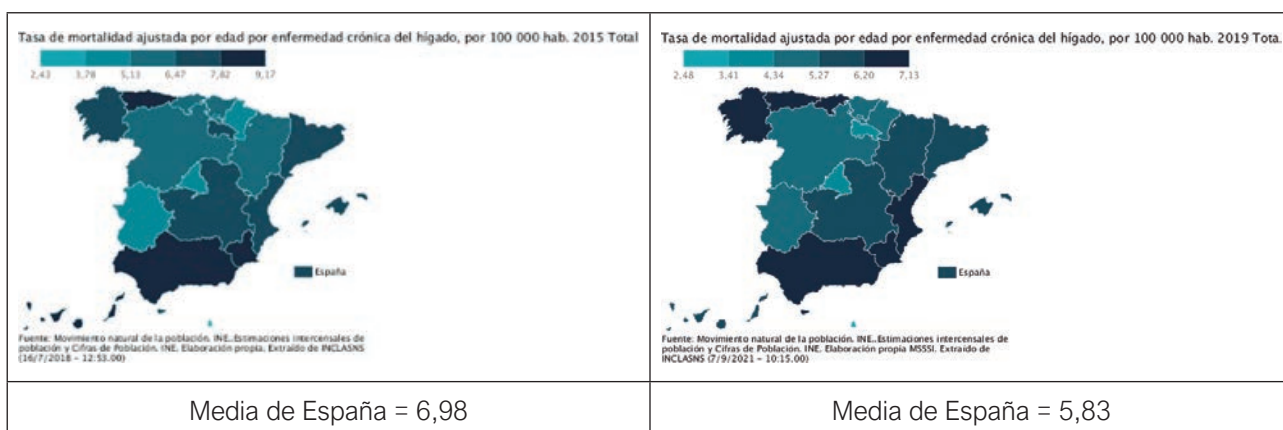 Tasa de mortalidad ajustada por edad por enfermedad crónica del hígado, por 100 000 hab. 2015 Total
2,43 3,78 5,13 6,47 7,82 9,17
España
Fuente: Movimiento natural de la población. INE..Estimaciones intercensales de
población y Cifras de Población. INE. Elaboración propia. Extraído de INCLASNS
(16/7/2018 - 12:53.00)
Media de España = 6,98
Tasa de mortalidad ajustada por edad por enfermedad crónica del hígado, por 100 000 hab. 2019 Tota.
2,48 3,41 4,34 5,27 6,20 7,13
España
Fuente: Movimiento natural de la población. INE..Estimaciones intercensales de
población y Cifras de Población. INE. Elaboración propia MSSSI. Extraído de
INCLASNS (7/9/2021 - 10:15.00)
Media de España = 5,83